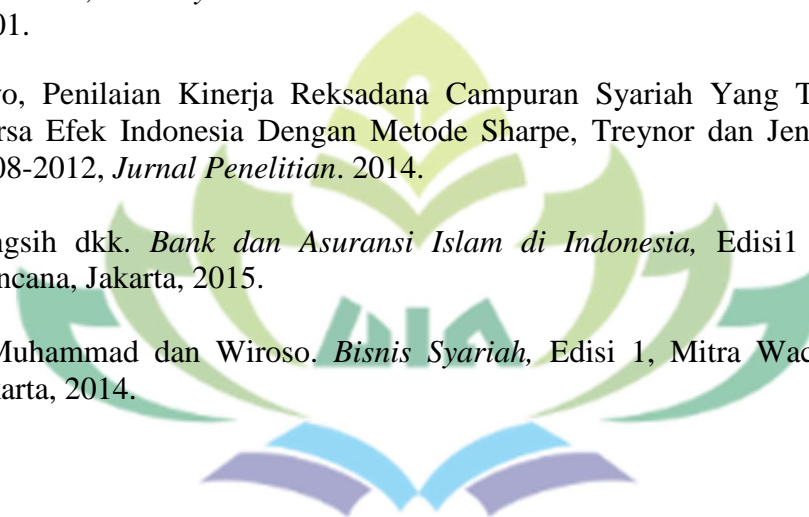 01.
o, Penilaian Kinerja Reksadana Campuran Syariah Yang T
rsa Efek Indonesia Dengan Metode Sharpe, Treynor dan Jen
08-2012, Jurnal Penelitian. 2014.
ngsih dkk. Bank dan Asuransi Islam di Indonesia, Edisi1
ncana, Jakarta, 2015.
Muhammad dan Wiroso. Bisnis Syariah, Edisi 1, Mitra Wac
karta, 2014.